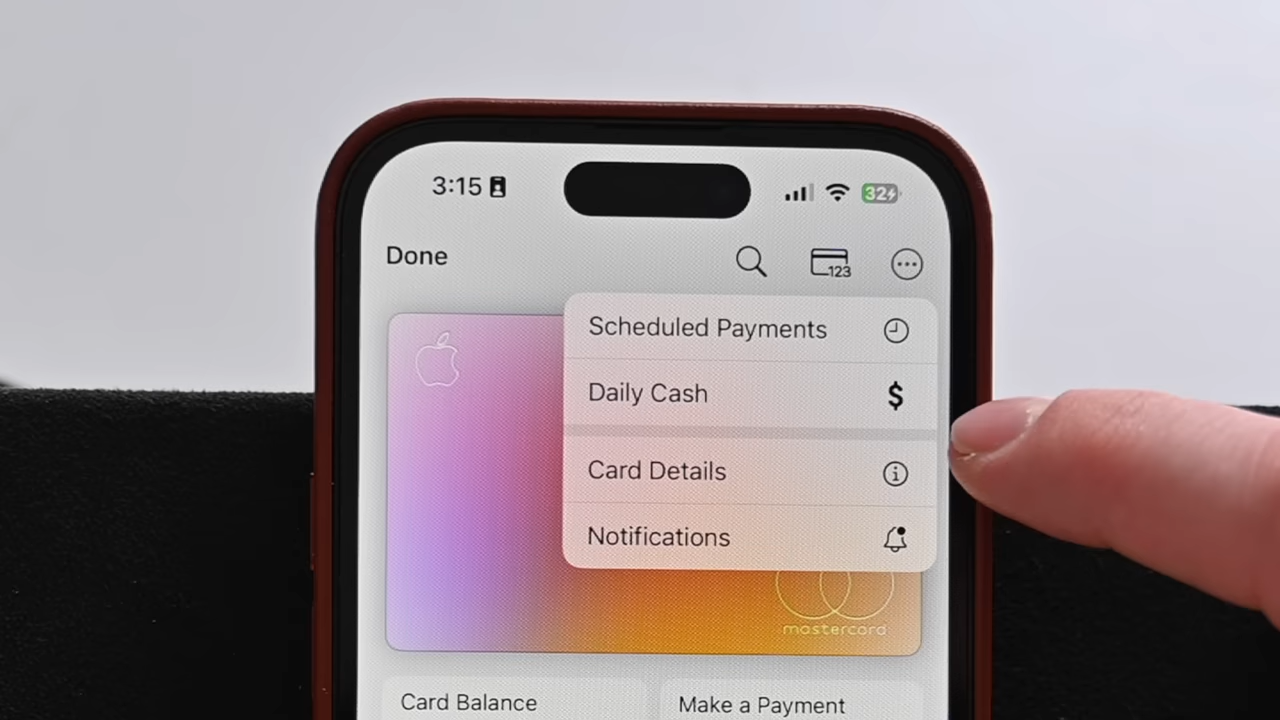 3:15 32
Done 123
Scheduled Payments
Daily Cash $
Card Details
Notifications
mastercard
Card Balance Make a Payment